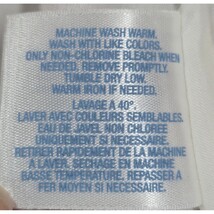 MACHINE WASH WARM.
WASH WITH LIKE COLORS.
ONLY NON-CHLORINE BLEACH WHEN
NEEDED. REMOVE PROMPTLY.
TUMBLE DRY LOW.
WARM IRON IF NEEDED.
LAVAGE A 40°.
LAVER AVEC COULEURS SEMBLABLES.
EAU DE JAVEL NON CHLOREE
UNIQUEMENT SI NECESSAIRE.
RETIRER RAPIDEMENT DE LA MACHINE
A LAVER. SECHAGE EN MACHINE
BASSE TEMPERATURE. REPASSER A
FER MOYEN SI NECESSAIRE.